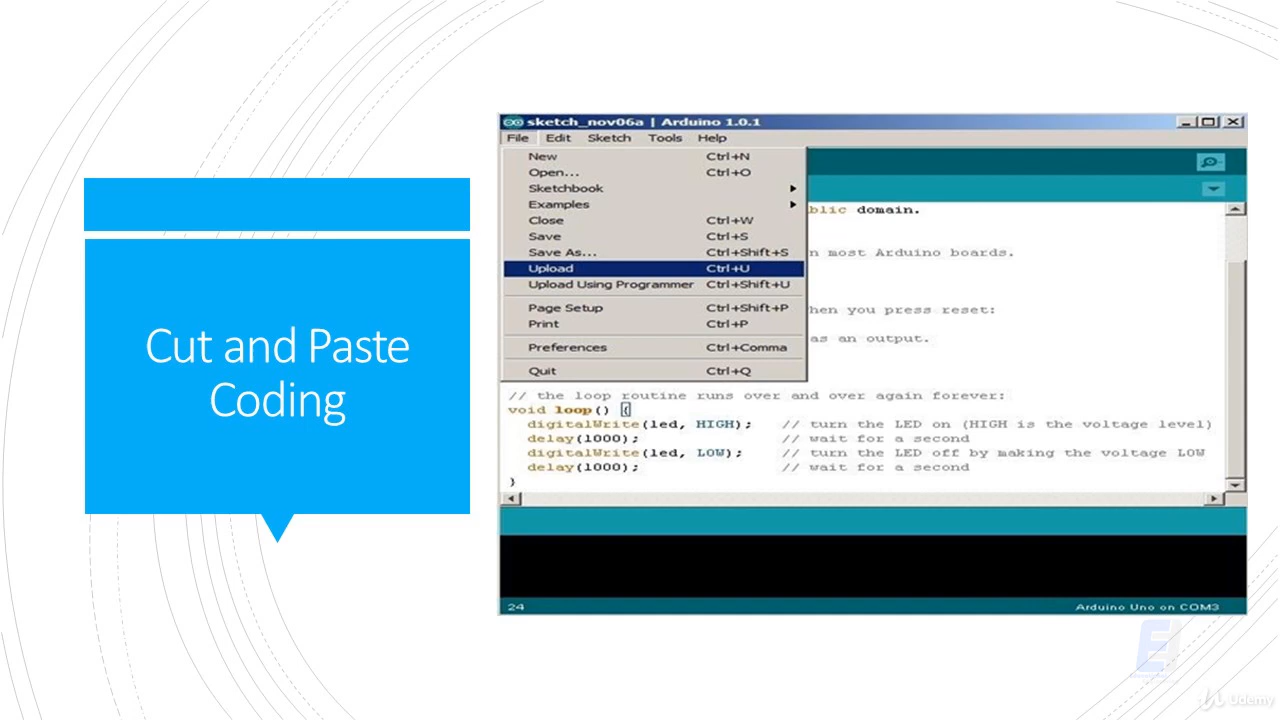 Cut and Paste
Coding
sketch_nov06a | Arduino 1.0.1
File Edit Sketch Tools Help
New Ctrl+N
Open... Ctrl+O
Sketchbook
Examples
Close Ctrl+W
Save Ctrl+S
Save As... Ctrl+Shift+S
Upload Ctrl+U
Upload Using Programmer Ctrl+Shift+U
Page Setup Ctrl+Shift+P
Print Ctrl+P
Preferences Ctrl+Comma
Quit Ctrl+Q
blic domain.
n most Arduino boards.
hen you press reset:
as an output.
// the loop routine runs over and over again forever:
void loop() {
digitalWrite(led, HIGH); // turn the LED on (HIGH is the voltage level)
delay(1000); // wait for a second
digitalWrite(led, LOW); // turn the LED off by making the voltage LOW
delay(1000); // wait for a second
}
24 Arduino Uno on COM3
E
Udemy